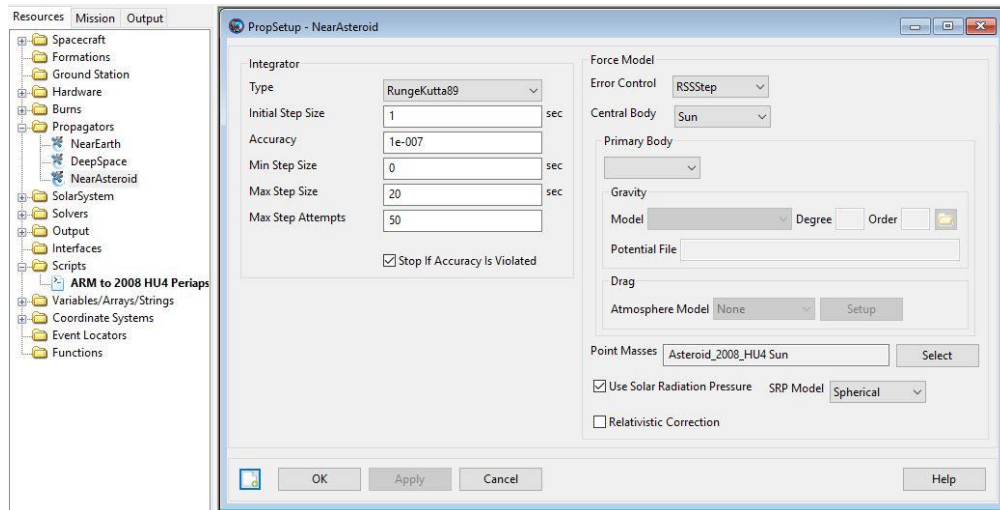 Resources Mission Output
Spacecraft
Formations
Ground Station
Hardware
Burns
Propagators
NearEarth
DeepSpace
NearAsteroid
SolarSystem
Solvers
Output
Interfaces
Scripts
ARM to 2008 HU4 Periaps
Variables/Arrays/Strings
Coordinate Systems
Event Locators
Functions
PropSetup - NearAsteroid
Integrator
Type RungeKutta89
Initial Step Size 1 sec
Accuracy 1e-007
Min Step Size 0 sec
Max Step Size 20 sec
Max Step Attempts 50
Stop If Accuracy Is Violated
Force Model
Error Control RSSStep
Central Body Sun
Primary Body
Gravity
Model Degree Order
Potential File
Drag
Atmosphere Model None Setup
Point Masses Asteroid_2008_HU4 Sun Select
Use Solar Radiation Pressure SRP Model Spherical
Relativistic Correction
OK Apply Cancel Help